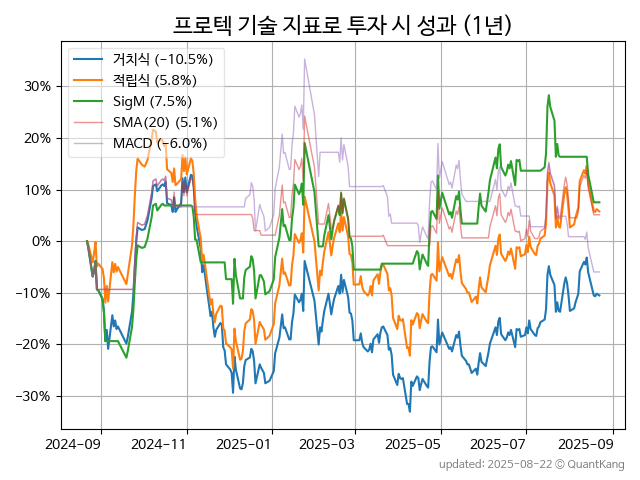 프로텍 기술 지표로 투자 시 성과 (1년)
거치식 (−10.5%)
적립식 (5.8%)
SigM (7.5%)
SMA(20) (5.1%)
MACD (−6.0%)
30%
20%
10%
0%
−10%
−20%
−30%
2024-09 2024-11 2025-01 2025-03 2025-05 2025-07 2025-09
updated: 2025-08-22 © QuantKang